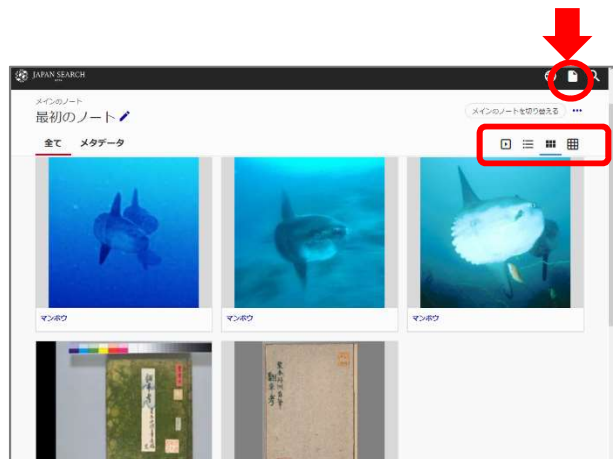 JAPAN SEARCH
メインのノート
最初のノート
メインのノートを切り替える
全て メタデータ
マンボウ
マンボウ
マンボウ